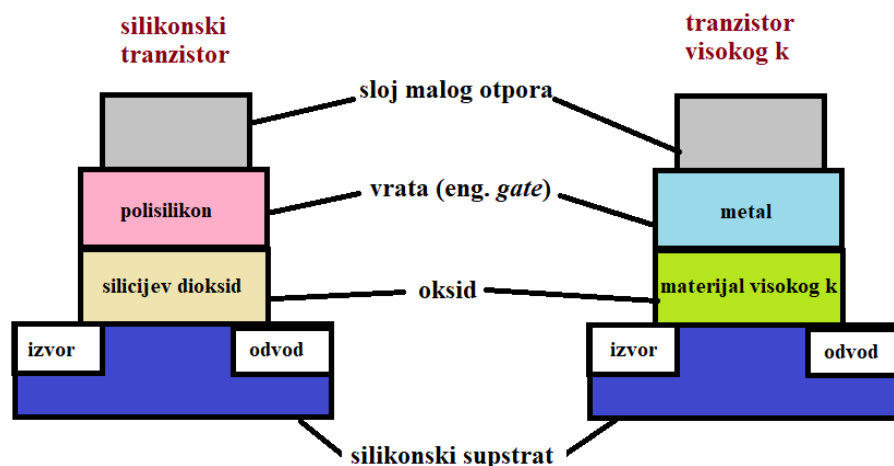 silikonski
tranzistor
tranzistor
visokog k
sloj malog otpora
vrata (eng. gate)
polisilikon
metal
silicijev dioksid
oksid
materijal visokog k
izvor
odvod
izvor
odvod
silikonski supstrat